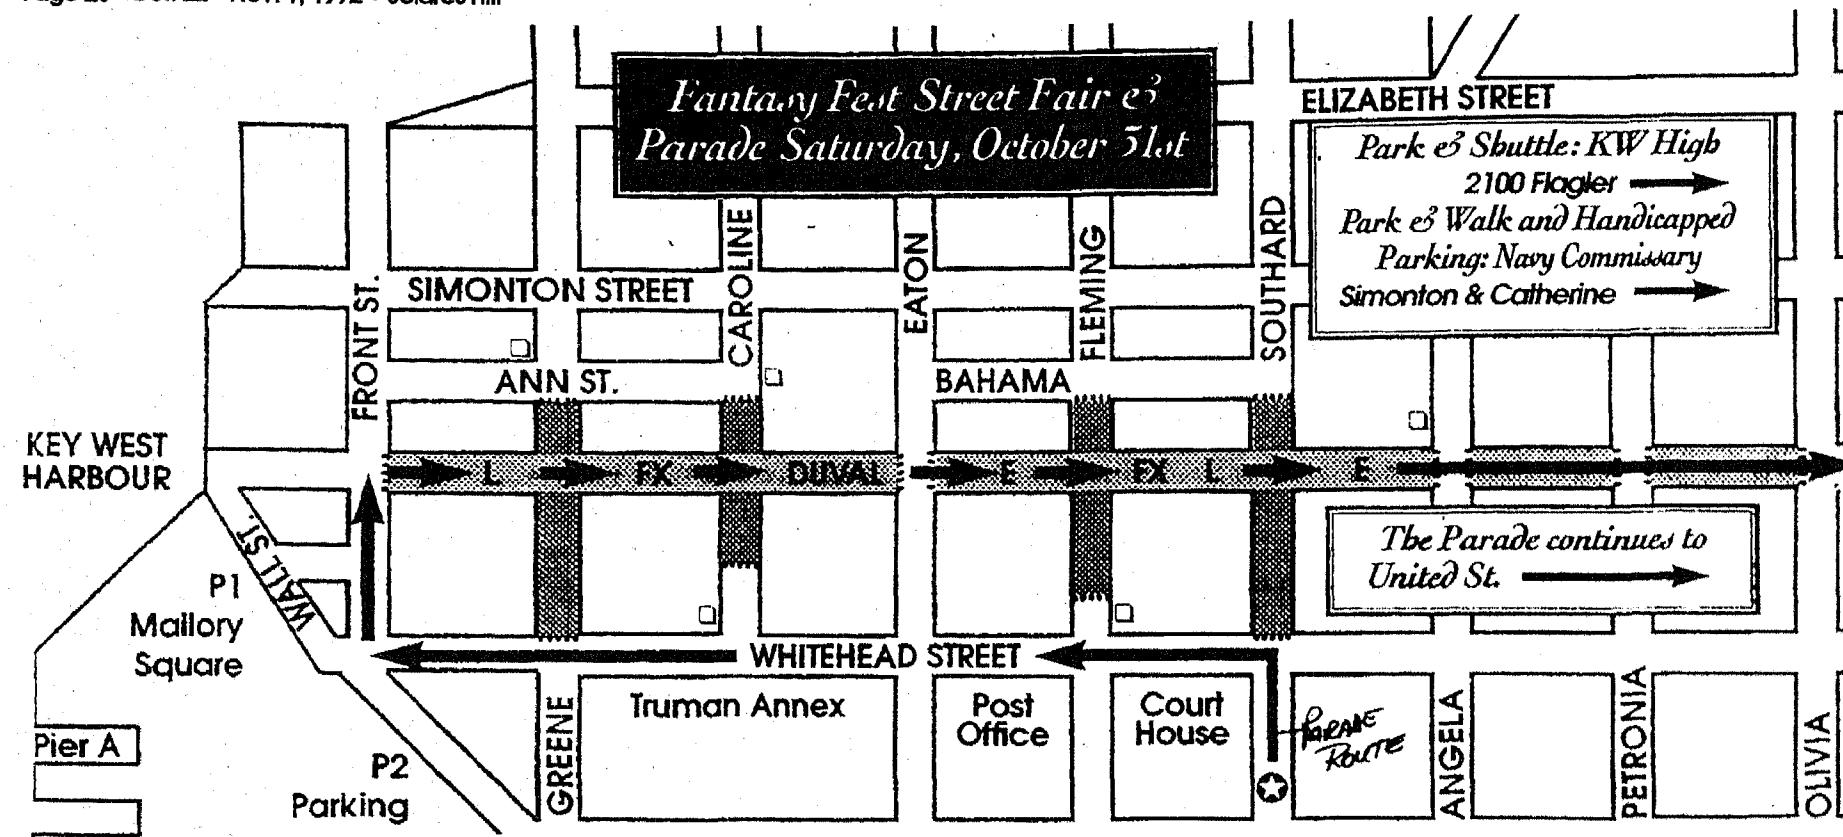 Fantasy Fest Street Fair &
Parade Saturday, October 31st
ELIZABETH STREET
Park & Shuttle: KW High
2100 Flagler
Park & Walk and Handicapped
Parking: Navy Commissary
Simonton & Catherine
SIMONTON STREET
FRONT ST.
CAROLINE
EATON
FLEMING
SOUTHARD
ANN ST.
BAHAMA
KEY WEST
HARBOUR
L FX DUVAL E FX L E
WALL ST.
The Parade continues to
United St.
P1
Mallory
Square
WHITEHEAD STREET
Pier A
P2
Parking
GREENE
Truman Annex
Post
Office
Court
House
PARADE
ROUTE
ANGELA
PETRONIA
OLIVIA